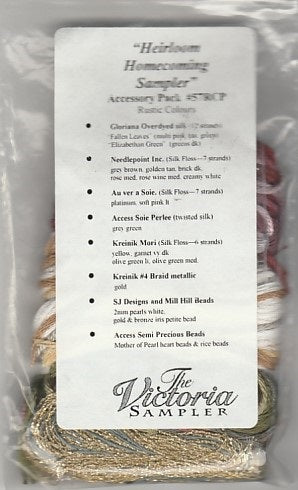 "Heirloom
Homecoming
Sampler"
Accessory Pack #57RCP
Rustic Colours
Gloriana Overdyed silk (12 strands)
'Fallen Leaves' (multi pink, tan, greys)
"Elizabethan Green" (greens dk)
Needlepoint Inc. (Silk Floss—7 strands)
grey brown, golden tan, brick dk.
rose med, rose wine med. creamy white
Au ver a Soie. (Silk Floss—7 strands)
platinum, soft pink lt
Access Soie Perlee (twisted silk)
grey green
Kreinik Mori (Silk Floss—6 strands)
yellow, garnet vy dk
olive green lt, olive green med.
Kreinik #4 Braid metallic
gold
SJ Designs and Mill Hill Beads
2mm pearls white,
gold & bronze iris petite bead
Access Semi Precious Beads
Mother of Pearl heart beads & rice beads
The
Victoria
SAMPLER